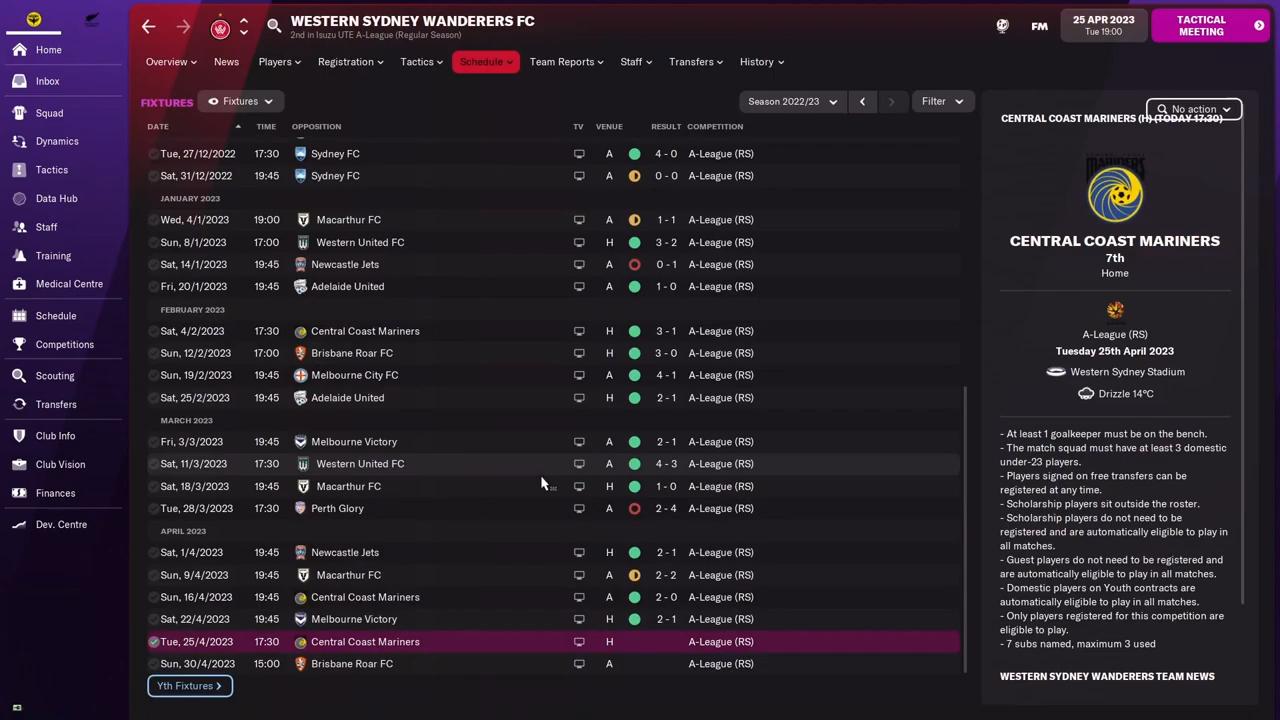 WESTERN SYDNEY WANDERERS FC
2nd in Isuzu UTE A-League (Regular Season)
FM
25 APR 2023
Tue 19:00
TACTICAL
MEETING
Home
Inbox
Squad
Dynamics
Tactics
Data Hub
Staff
Training
Medical Centre
Schedule
Competitions
Scouting
Transfers
Club Info
Club Vision
Finances
Dev. Centre
Overview
News
Players
Registration
Tactics
Schedule
Team Reports
Staff
Transfers
History
FIXTURES
Fixtures
Season 2022/23
Filter
DATE TIME OPPOSITION TV VENUE RESULT COMPETITION
Tue, 27/12/2022 17:30 Sydney FC A 4 - 0 A-League (RS)
Sat, 31/12/2022 19:45 Sydney FC A 0 - 0 A-League (RS)
JANUARY 2023
Wed, 4/1/2023 19:00 Macarthur FC A 1 - 1 A-League (RS)
Sun, 8/1/2023 17:00 Western United FC H 3 - 2 A-League (RS)
Sat, 14/1/2023 19:45 Newcastle Jets A 0 - 1 A-League (RS)
Fri, 20/1/2023 19:45 Adelaide United A 1 - 0 A-League (RS)
FEBRUARY 2023
Sat, 4/2/2023 17:30 Central Coast Mariners H 3 - 1 A-League (RS)
Sun, 12/2/2023 17:00 Brisbane Roar FC H 3 - 0 A-League (RS)
Sun, 19/2/2023 19:45 Melbourne City FC A 4 - 1 A-League (RS)
Sat, 25/2/2023 19:45 Adelaide United H 2 - 1 A-League (RS)
MARCH 2023
Fri, 3/3/2023 19:45 Melbourne Victory A 2 - 1 A-League (RS)
Sat, 11/3/2023 17:30 Western United FC A 4 - 3 A-League (RS)
Sat, 18/3/2023 19:45 Macarthur FC H 1 - 0 A-League (RS)
Tue, 28/3/2023 17:30 Perth Glory A 2 - 4 A-League (RS)
APRIL 2023
Sat, 1/4/2023 19:45 Newcastle Jets H 2 - 1 A-League (RS)
Sun, 9/4/2023 19:45 Macarthur FC A 2 - 2 A-League (RS)
Sun, 16/4/2023 19:45 Central Coast Mariners A 2 - 0 A-League (RS)
Sat, 22/4/2023 19:45 Melbourne Victory H 2 - 1 A-League (RS)
Tue, 25/4/2023 17:30 Central Coast Mariners H A-League (RS)
Sun, 30/4/2023 15:00 Brisbane Roar FC A A-League (RS)
Yth Fixtures
No action
CENTRAL COAST MARINERS (H) (TODAY 17:30)
MARINERS
CENTRAL COAST MARINERS
7th
Home
A-League (RS)
Tuesday 25th April 2023
Western Sydney Stadium
Drizzle 14°C
- At least 1 goalkeeper must be on the bench.
- The match squad must have at least 3 domestic
under-23 players.
- Players signed on free transfers can be
registered at any time.
- Scholarship players sit outside the roster.
- Scholarship players do not need to be
registered and are automatically eligible to play in
all matches.
- Guest players do not need to be registered and
are automatically eligible to play in all matches.
- Domestic players on Youth contracts are
automatically eligible to play in all matches.
- Only players registered for this competition are
eligible to play.
- 7 subs named, maximum 3 used
WESTERN SYDNEY WANDERERS TEAM NEWS